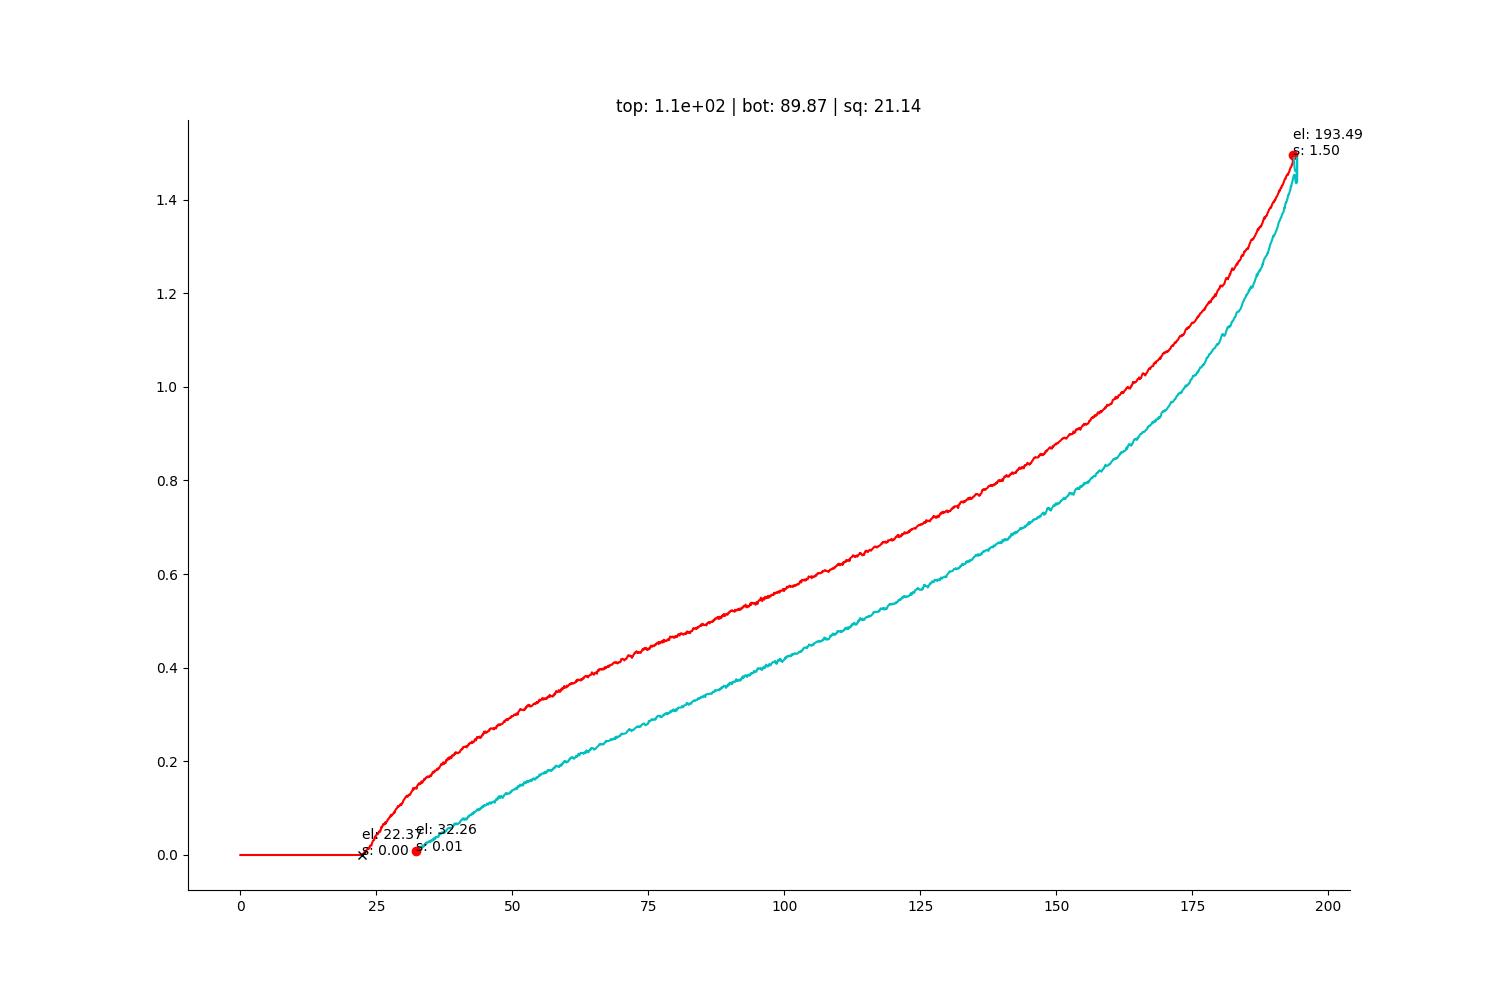 top: 1.1e+02 | bot: 89.87 | sq: 21.14
el: 193.49
s: 1.50
1.4
1.2
1.0
0.8
0.6
0.4
0.2
0.0
el: 22.37
s: 0.00
el: 32.26
s: 0.01
0
25
50
75
100
125
150
175
200